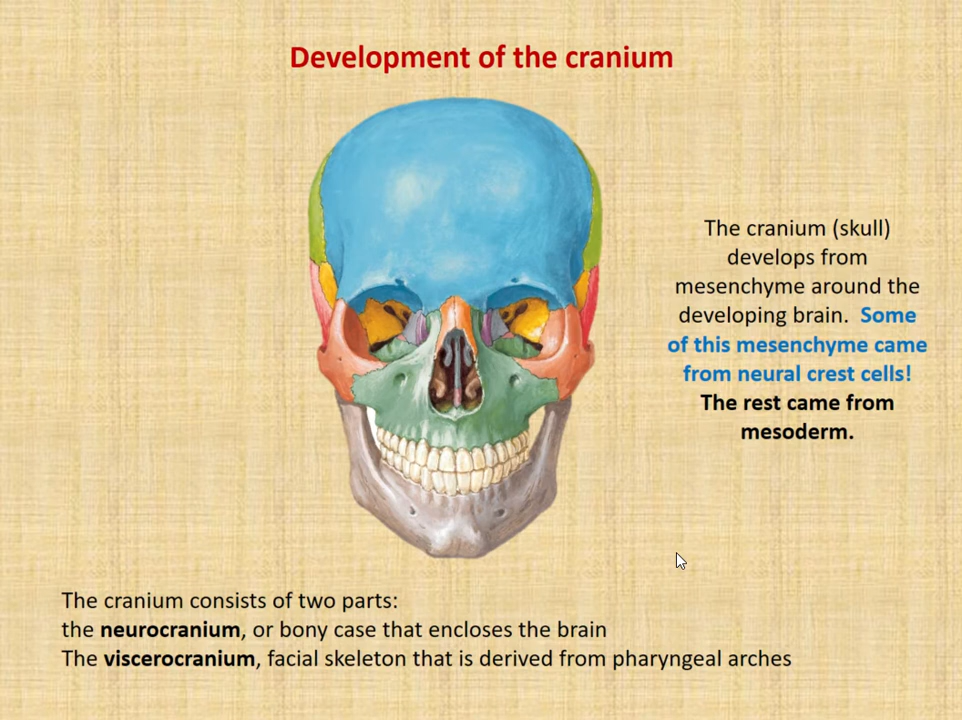 Development of the cranium
The cranium (skull)
develops from
mesenchyme around the
developing brain. Some
of this mesenchyme came
from neural crest cells!
The rest came from
mesoderm.
The cranium consists of two parts:
the neurocranium, or bony case that encloses the brain
The viscerocranium, facial skeleton that is derived from pharyngeal arches